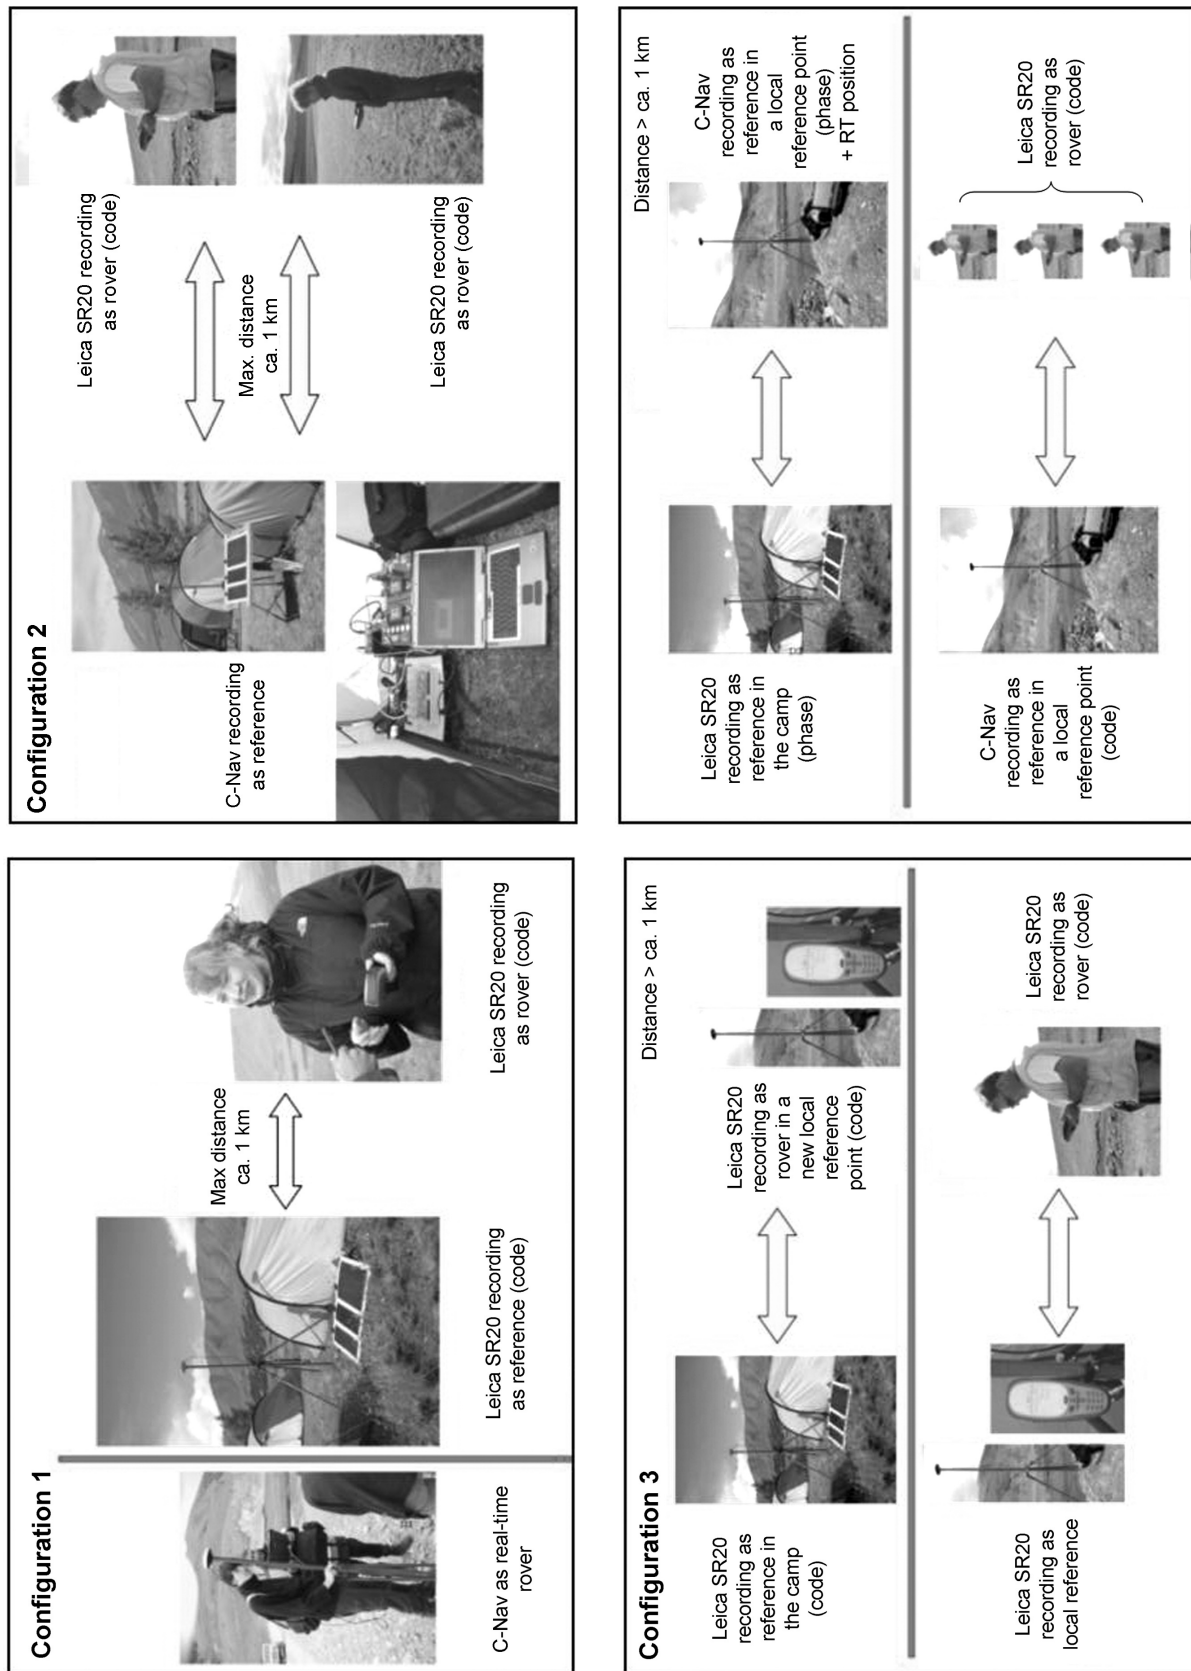 Configuration 1
C-Nav as real-time
rover
Leica SR20 recording
as reference (code)
Max distance
ca. 1 km
Leica SR20 recording
as rover (code)
Configuration 2
C-Nav recording
as reference
Leica SR20 recording
as rover (code)
Max. distance
ca. 1 km
Leica SR20 recording
as rover (code)
Configuration 3
Distance > ca. 1 km
Leica SR20
recording as
reference in
the camp
(code)
Leica SR20
recording as
rover in a
new local
reference
point (code)
Leica SR20
recording as
local reference
Leica SR20
recording as
rover (code)
Distance > ca. 1 km
Leica SR20
recording as
reference in
the camp
(phase)
C-Nav
recording as
reference in
a local
reference point
(phase)
+ RT position
C-Nav
recording as
reference in
a local
reference point
(code)
Leica SR20
recording as
rover (code)